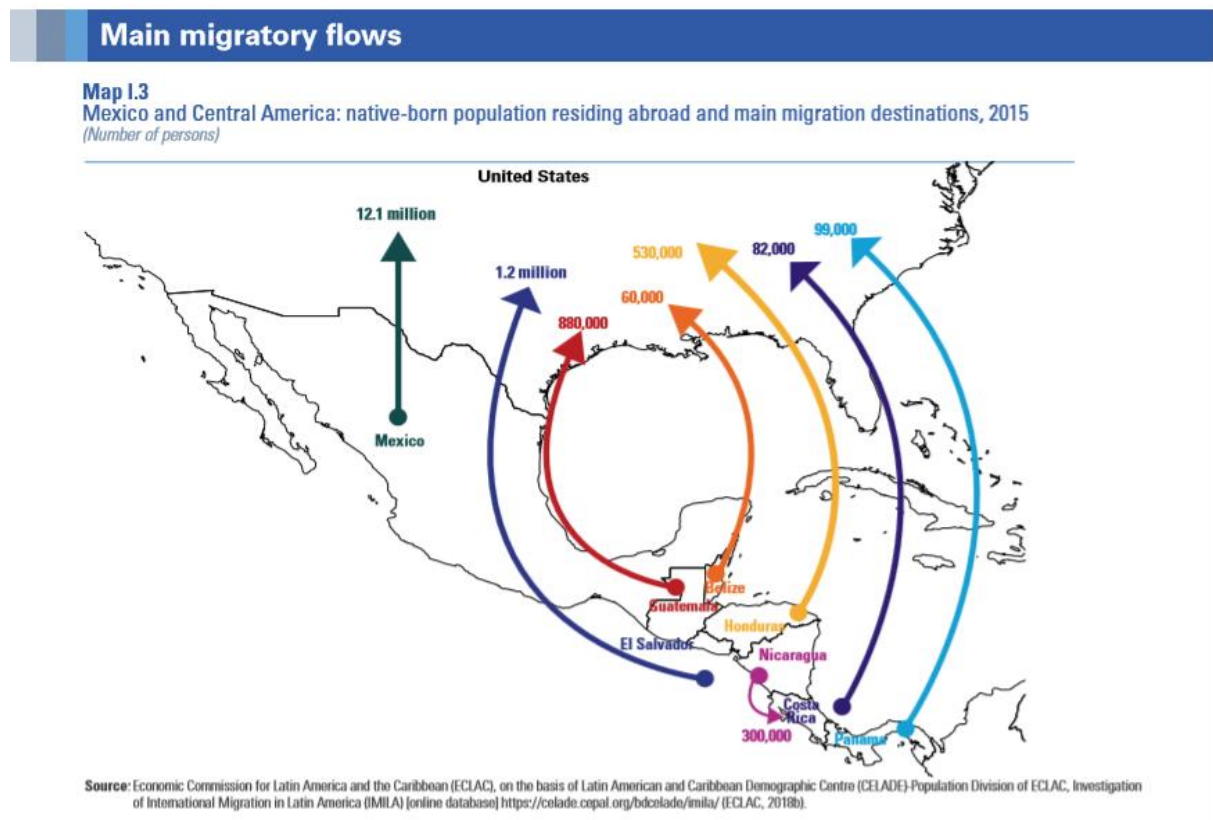 Main migratory flows
Map I.3
Mexico and Central America: native-born population residing abroad and main migration destinations, 2015
(Number of persons)
United States
12.1 million
99,000
530,000
82,000
1.2 million
60,000
880,000
Mexico
Belize
Guatemala
Honduras
El Salvador
Nicaragua
Costa
Rica
300,000
Panama
Source: Economic Commission for Latin America and the Caribbean (ECLAC), on the basis of Latin American and Caribbean Demographic Centre (CELADE)-Population Division of ECLAC, Investigation
of International Migration in Latin America (IMILA) [online database] https://celade.cepal.org/bdcelade/imila/ (ECLAC, 2018b).